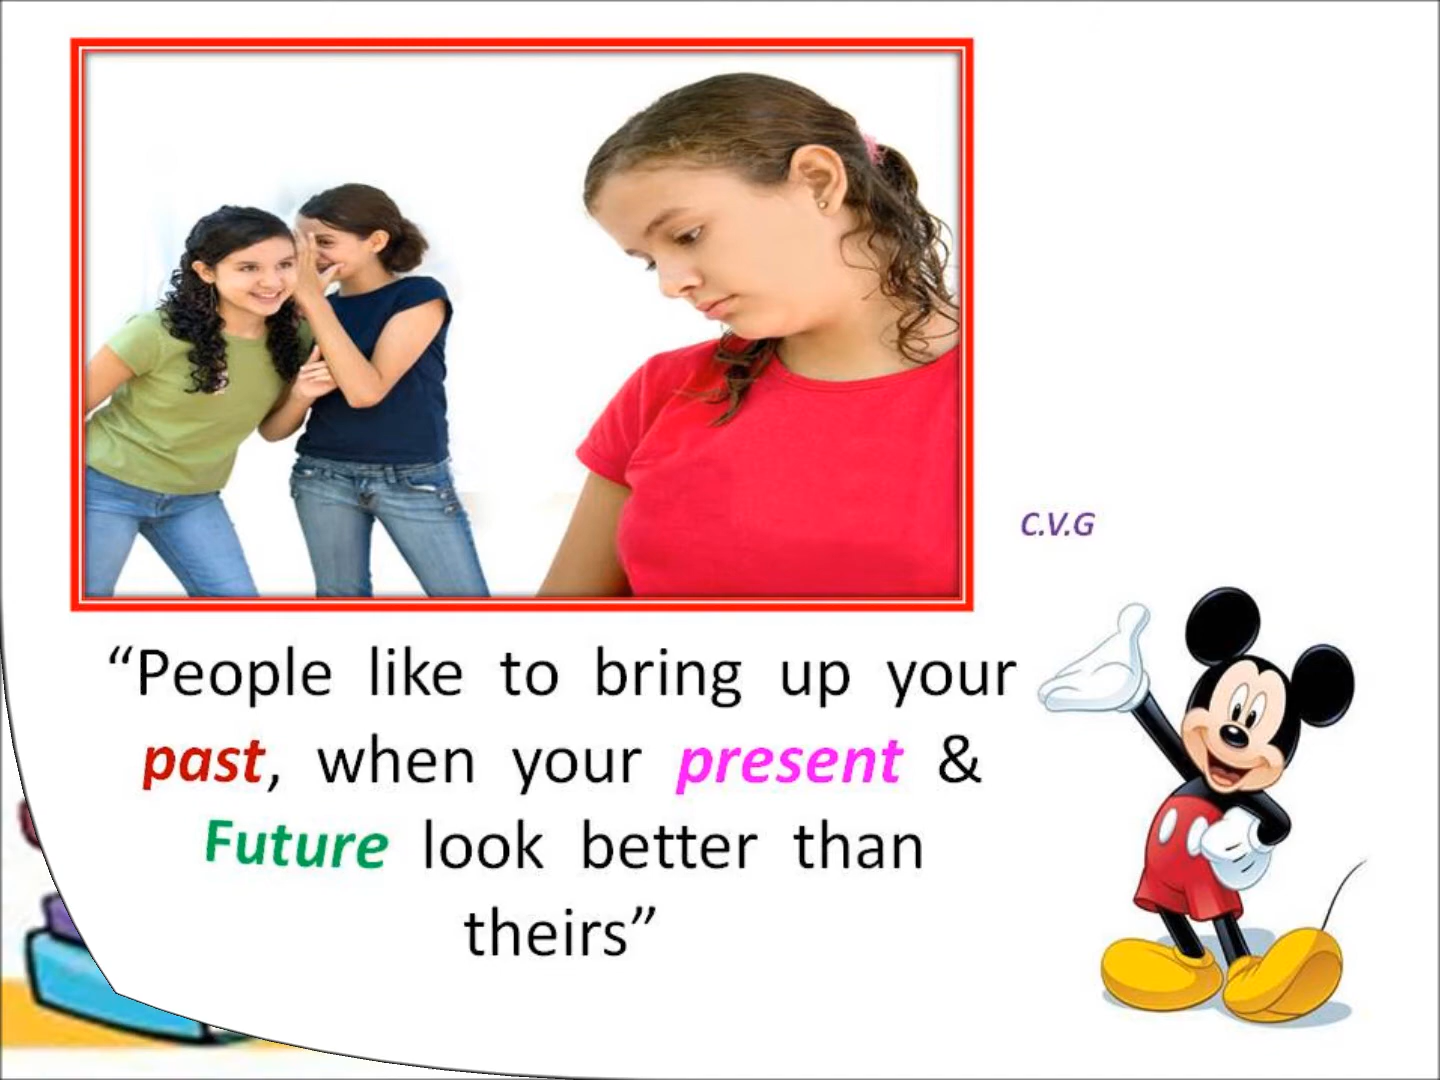 C.V.G
“People like to bring up your
past, when your present &
Future look better than
theirs”